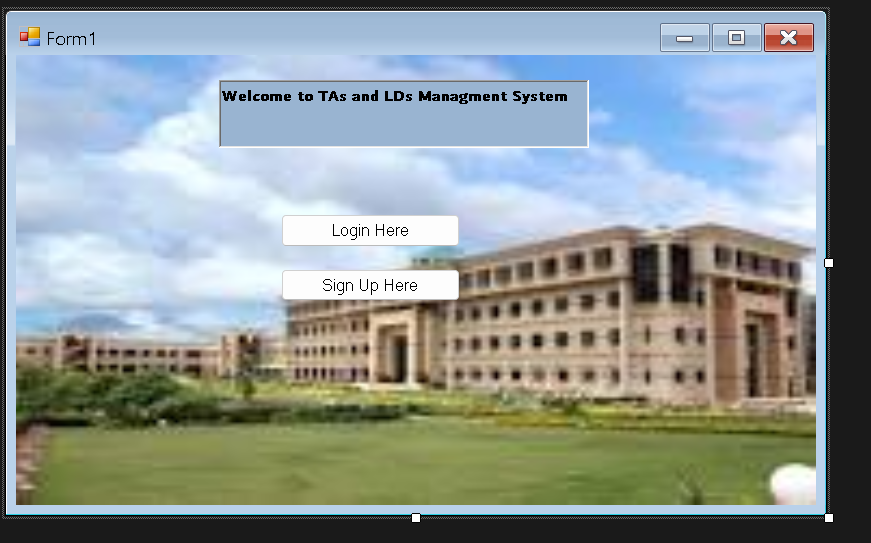 Form1
Welcome to TAs and LDs Managment System
Login Here
Sign Up Here